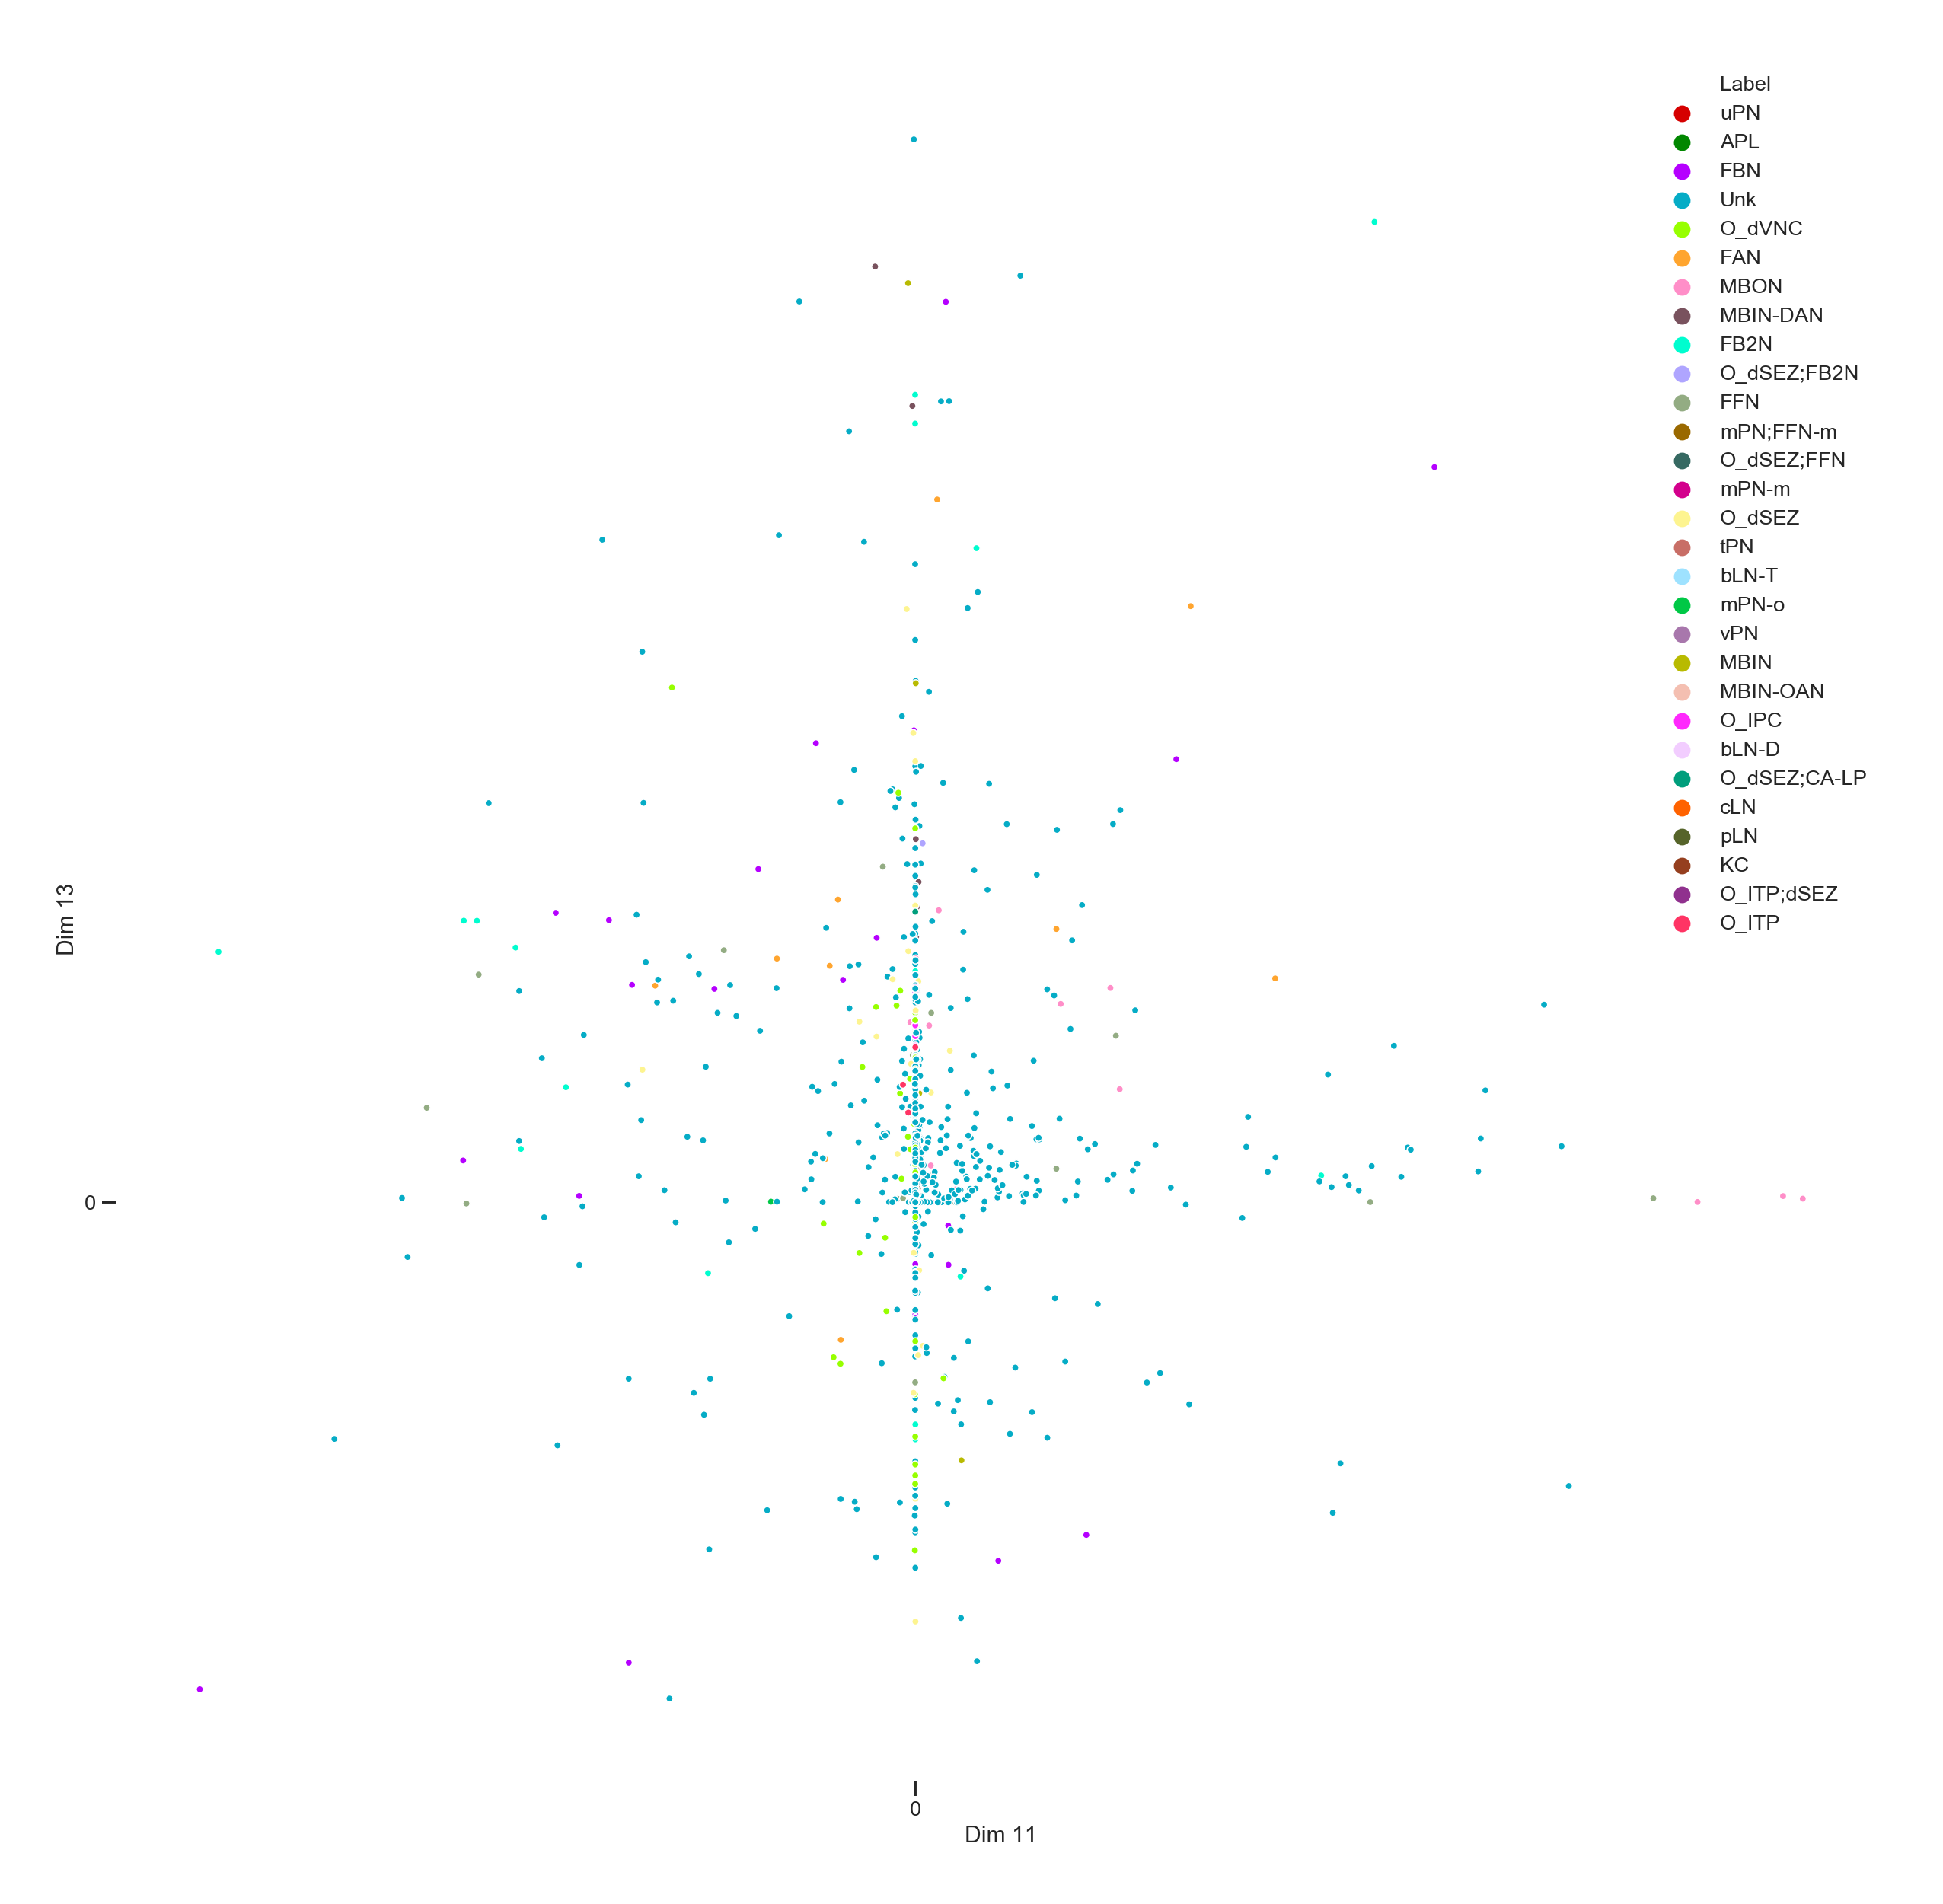 Label
uPN
APL
FBN
Unk
O_dVNC
FAN
MBON
MBIN-DAN
FB2N
O_dSEZ;FB2N
FFN
mPN;FFN-m
O_dSEZ;FFN
mPN-m
O_dSEZ
tPN
bLN-T
mPN-o
vPN
MBIN
MBIN-OAN
O_IPC
bLN-D
O_dSEZ;CA-LP
cLN
pLN
KC
O_ITP;dSEZ
O_ITP
Dim 13
0
0
Dim 11